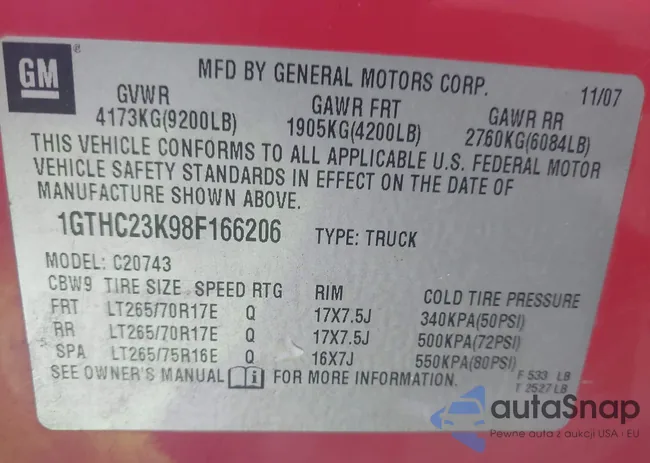 GM ®
MFD BY GENERAL MOTORS CORP. 11/07
GVWR GAWR FRT GAWR RR
4173KG(9200LB) 1905KG(4200LB) 2760KG(6084LB)
THIS VEHICLE CONFORMS TO ALL APPLICABLE U.S. FEDERAL MOTOR
VEHICLE SAFETY STANDARDS IN EFFECT ON THE DATE OF
MANUFACTURE SHOWN ABOVE.
1GTHC23K98F166206 TYPE: TRUCK
MODEL: C20743
CBW9 TIRE SIZE SPEED RTG RIM COLD TIRE PRESSURE
FRT LT265/70R17E Q 17X7.5J 340KPA(50PSI)
RR LT265/70R17E Q 17X7.5J 500KPA(72PSI)
SPA LT265/75R16E Q 16X7J 550KPA(80PSI)
SEE OWNER'S MANUAL i FOR MORE INFORMATION.
F 533 LB
T 2527LB
autaSnap
Pewne auta z aukcji USA i EU